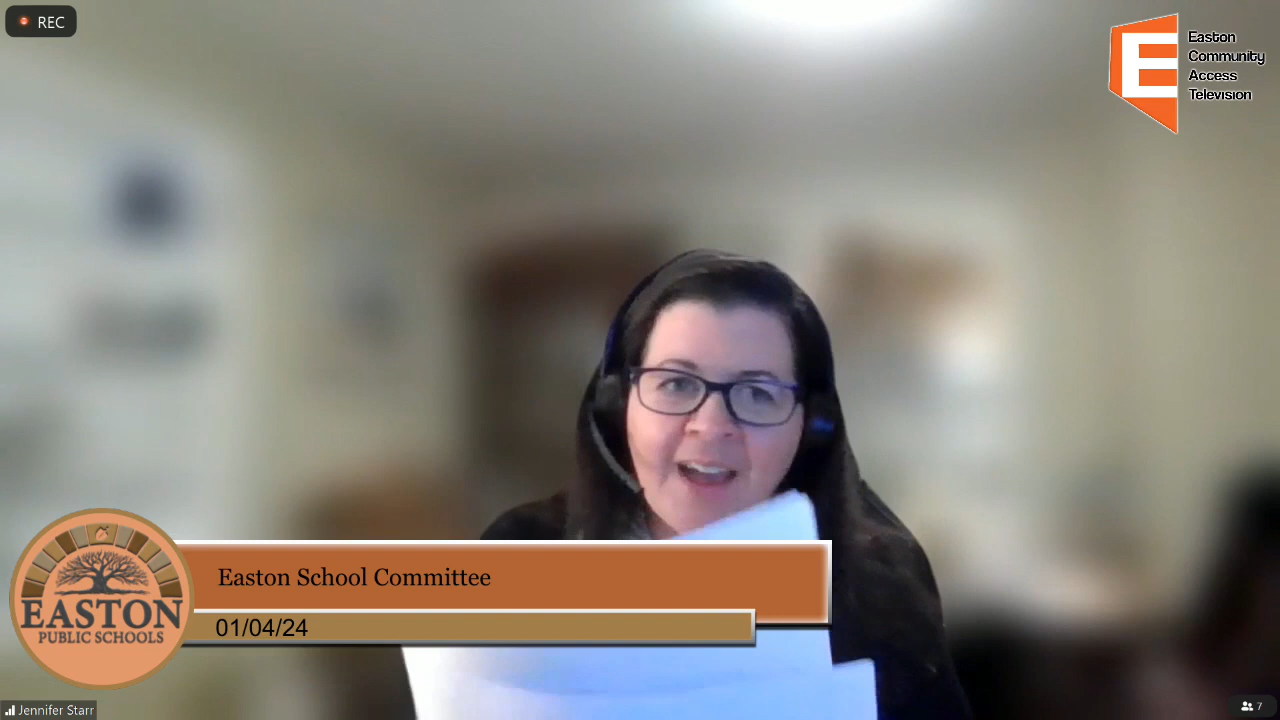 REC
Easton
Community
Access
Television
Easton School Committee
01/04/24
EASTON
PUBLIC SCHOOLS
Jennifer Starr
7